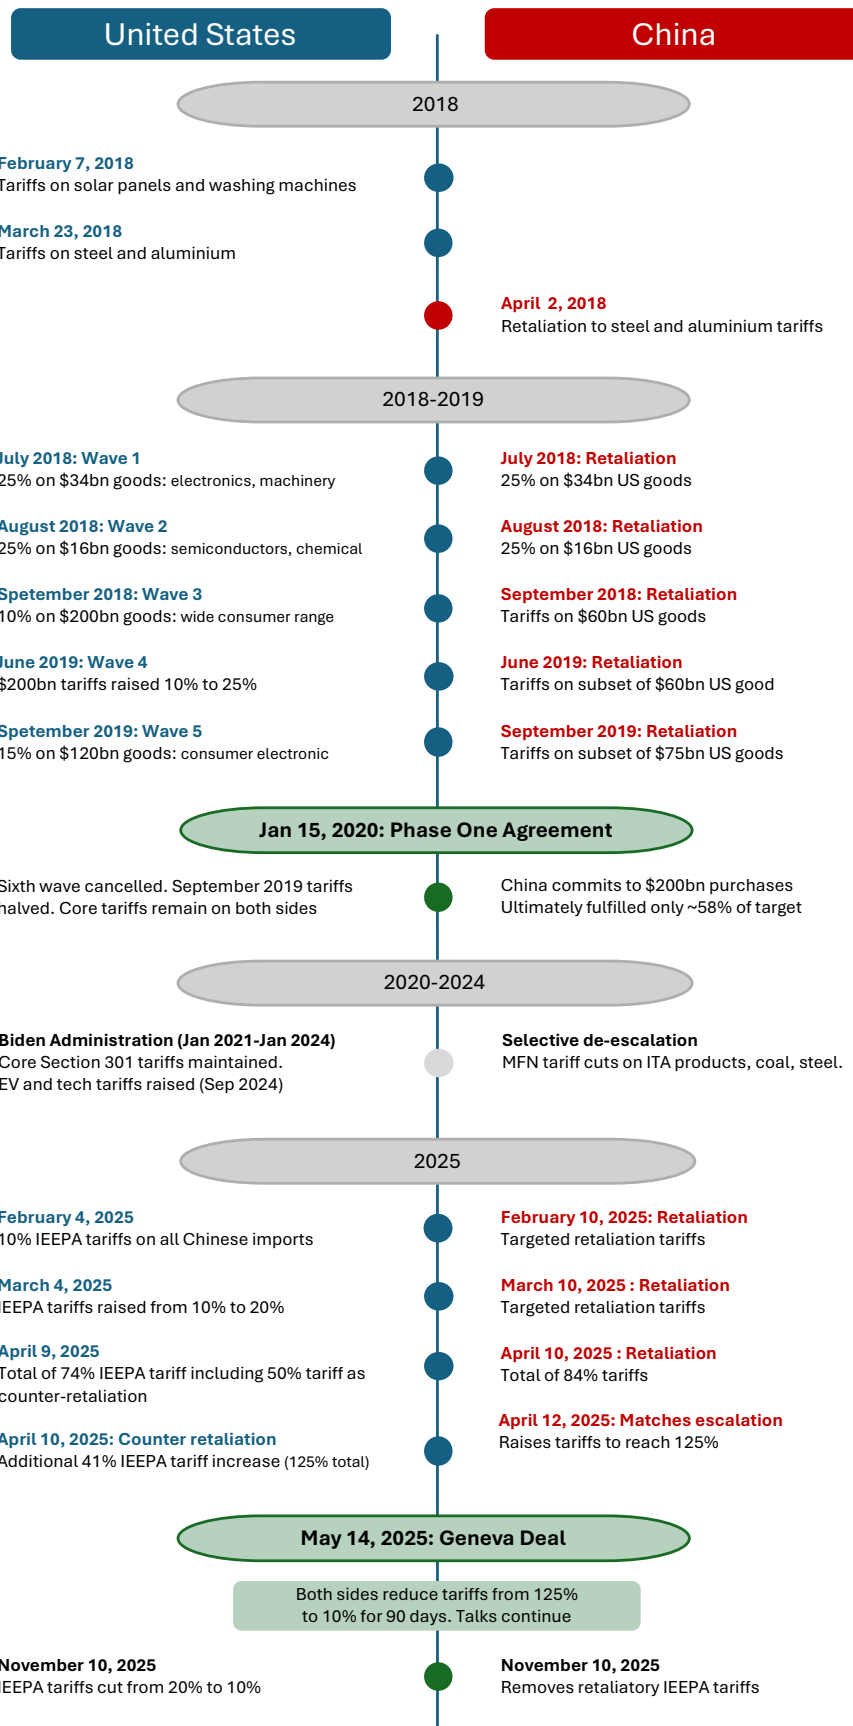 United States
China
2018
February 7, 2018
Tariffs on solar panels and washing machines
March 23, 2018
Tariffs on steel and aluminium
April  2, 2018
Retaliation to steel and aluminium tariffs
2018-2019
July 2018: Wave 1
25% on $34bn goods: electronics, machinery
July 2018: Retaliation
25% on $34bn US goods
August 2018: Wave 2
25% on $16bn goods: semiconductors, chemical
August 2018: Retaliation
25% on $16bn US goods
Spetember 2018: Wave 3
10% on $200bn goods: wide consumer range
September 2018: Retaliation
Tariffs on $60bn US goods
June 2019: Wave 4
$200bn tariffs raised 10% to 25%
June 2019: Retaliation
Tariffs on subset of $60bn US good
Spetember 2019: Wave 5
15% on $120bn goods: consumer electronic
September 2019: Retaliation
Tariffs on subset of $75bn US goods
Jan 15, 2020: Phase One Agreement
Sixth wave cancelled. September 2019 tariffs
halved. Core tariffs remain on both sides
China commits to $200bn purchases
Ultimately fulfilled only ~58% of target
2020-2024
Biden Administration (Jan 2021-Jan 2024)
Core Section 301 tariffs maintained.
EV and tech tariffs raised (Sep 2024)
Selective de-escalation
MFN tariff cuts on ITA products, coal, steel.
2025
February 4, 2025
10% IEEPA tariffs on all Chinese imports
February 10, 2025: Retaliation
Targeted retaliation tariffs
March 4, 2025
IEEPA tariffs raised from 10% to 20%
March 10, 2025 : Retaliation
Targeted retaliation tariffs
April 9, 2025
Total of 74% IEEPA tariff including 50% tariff as
counter-retaliation
April 10, 2025 : Retaliation
Total of 84% tariffs
April 10, 2025: Counter retaliation
Additional 41% IEEPA tariff increase (125% total)
April 12, 2025: Matches escalation
Raises tariffs to reach 125%
May 14, 2025: Geneva Deal
Both sides reduce tariffs from 125%
to 10% for 90 days. Talks continue
November 10, 2025
IEEPA tariffs cut from 20% to 10%
November 10, 2025
Removes retaliatory IEEPA tariffs